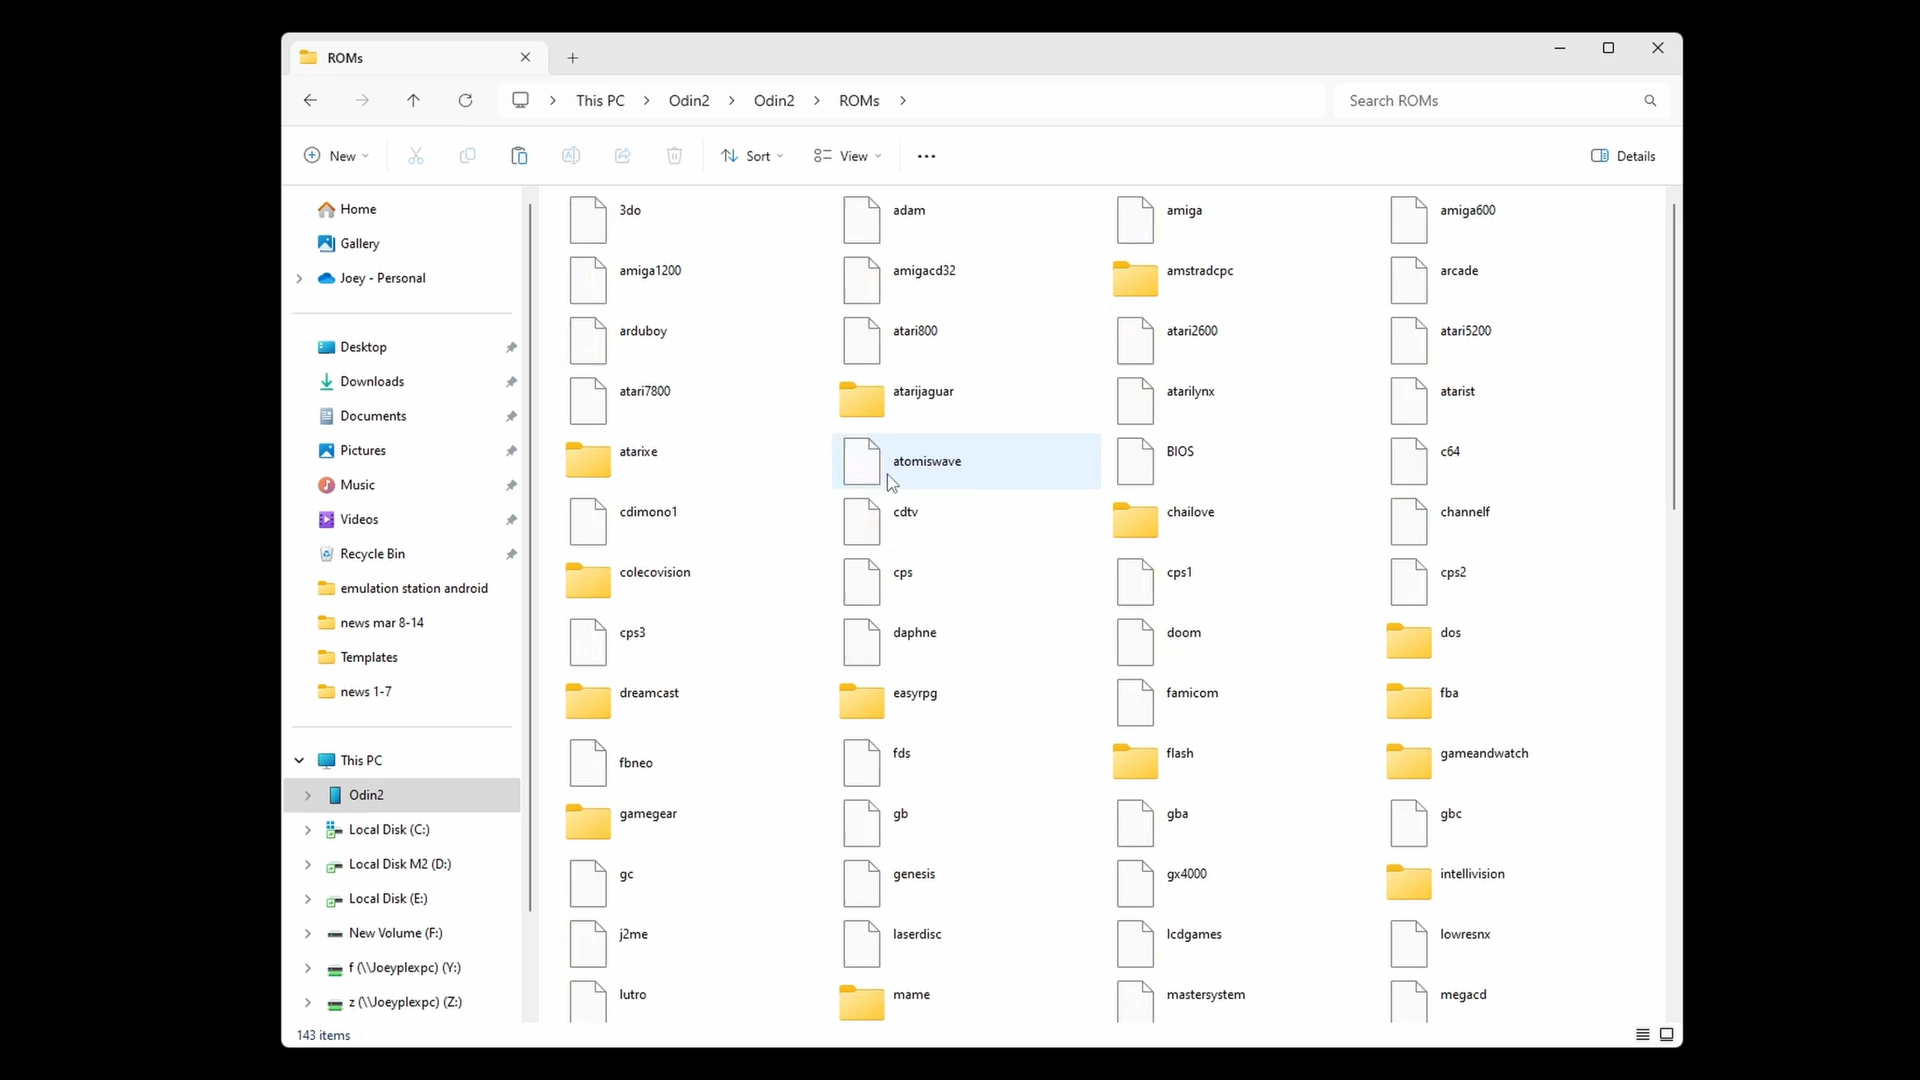 ROMs
This PC
Odin2
Odin2
ROMs
Search ROMs
New
Sort
View
Details
Home
Gallery
Joey - Personal
Desktop
Downloads
Documents
Pictures
Music
Videos
Recycle Bin
emulation station android
news mar 8-14
Templates
news 1-7
This PC
Odin2
Local Disk (C:)
Local Disk M2 (D:)
Local Disk (E:)
New Volume (F:)
f (\\Joeyplexpc) (Y:)
z (\\Joeyplexpc) (Z:)
3do adam amiga amiga600
amiga1200 amigacd32 amstradcpc arcade
arduboy atari800 atari2600 atari5200
atari7800 atarijaguar atarilynx atarist
atarixe atomiswave BIOS c64
cdimono1 cdtv chailove channelf
colecovision cps cps1 cps2
cps3 daphne doom dos
dreamcast easyrpg famicom fba
fbneo fds flash gameandwatch
gamegear gb gba gbc
gc genesis gx4000 intellivision
j2me laserdisc lcdgames lowresnx
lutro mame mastersystem megacd
143 items